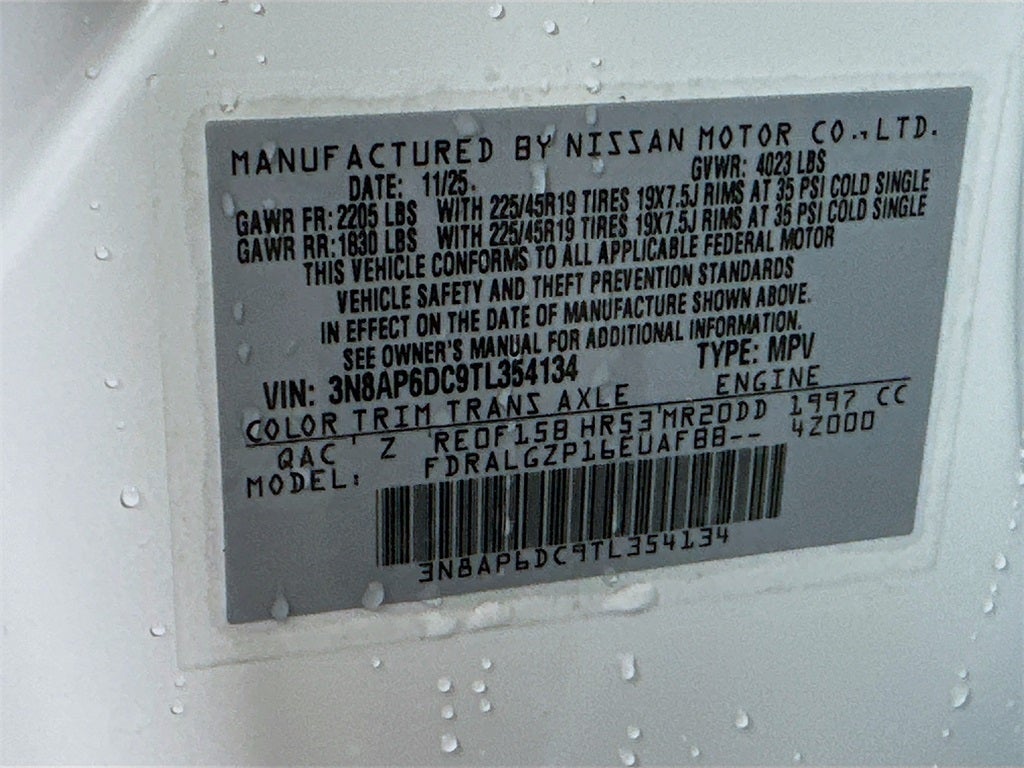 MANUFACTURED BY NISSAN MOTOR CO.,LTD.
DATE: 11/25. GVWR: 4023 LBS
GAWR FR: 2205 LBS WITH 225/45R19 TIRES 19X7.5J RIMS AT 35 PSI COLD SINGLE
GAWR RR: 1830 LBS WITH 225/45R19 TIRES 19X7.5J RIMS AT 35 PSI COLD SINGLE
THIS VEHICLE CONFORMS TO ALL APPLICABLE FEDERAL MOTOR
VEHICLE SAFETY AND THEFT PREVENTION STANDARDS
IN EFFECT ON THE DATE OF MANUFACTURE SHOWN ABOVE.
SEE OWNER'S MANUAL FOR ADDITIONAL INFORMATION.
VIN: 3N8AP6DC9TL354134 TYPE: MPV
COLOR TRIM TRANS AXLE ENGINE
QAC ' Z RE0F15B HR53 MR20DD 1997 CC
MODEL: FDRALGZP16EUAFBB-- 4Z000
3N8AP6DC9TL354134